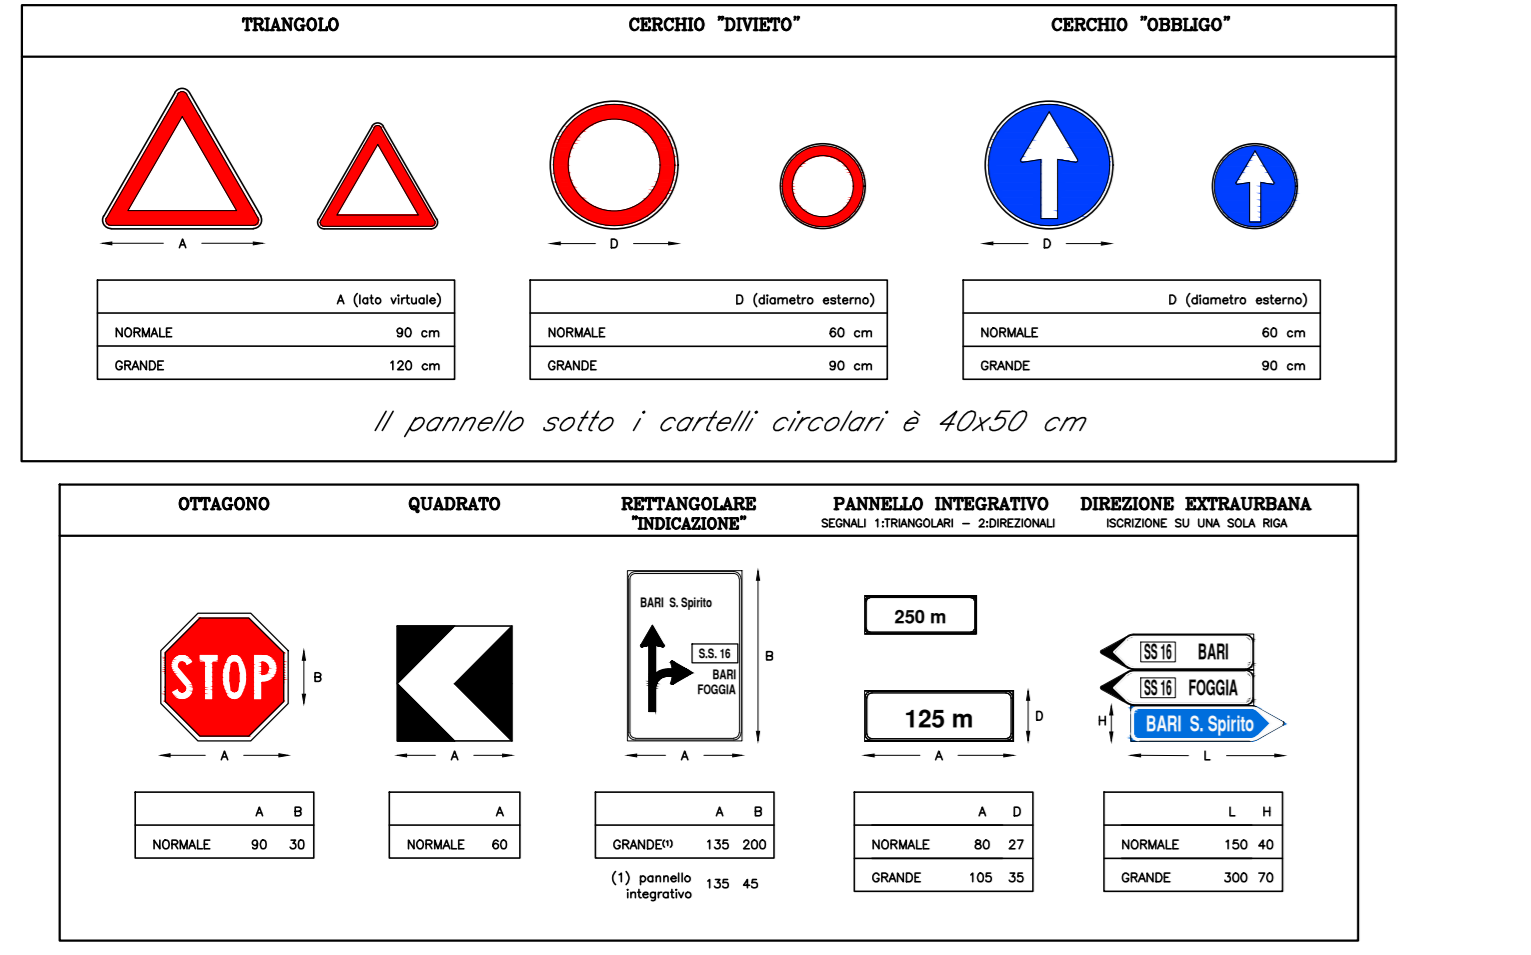 TRIANGOLO
CERCHIO "DIVIETO"
CERCHIO "OBBLIGO"
A
D
D
A (lato virtuale)
NORMALE 90 cm
GRANDE 120 cm
D (diametro esterno)
NORMALE 60 cm
GRANDE 90 cm
D (diametro esterno)
NORMALE 60 cm
GRANDE 90 cm
Il pannello sotto i cartelli circolari è 40x50 cm
OTTAGONO
QUADRATO
RETTANGOLARE
"INDICAZIONE"
PANNELLO INTEGRATIVO
SEGNALI 1:TRIANGOLARI - 2:DIREZIONALI
DIREZIONE EXTRAURBANA
ISCRIZIONE SU UNA SOLA RIGA
STOP
B
A
A
BARI S. Spirito
S.S. 16
BARI
FOGGIA
B
A
250 m
125 m
D
A
SS 16 BARI
SS 16 FOGGIA
BARI S. Spirito
H
L
A B
NORMALE 90 30
A
NORMALE 60
A B
GRANDE(1) 135 200
(1) pannello
integrativo 135 45
A D
NORMALE 80 27
GRANDE 105 35
L H
NORMALE 150 40
GRANDE 300 70